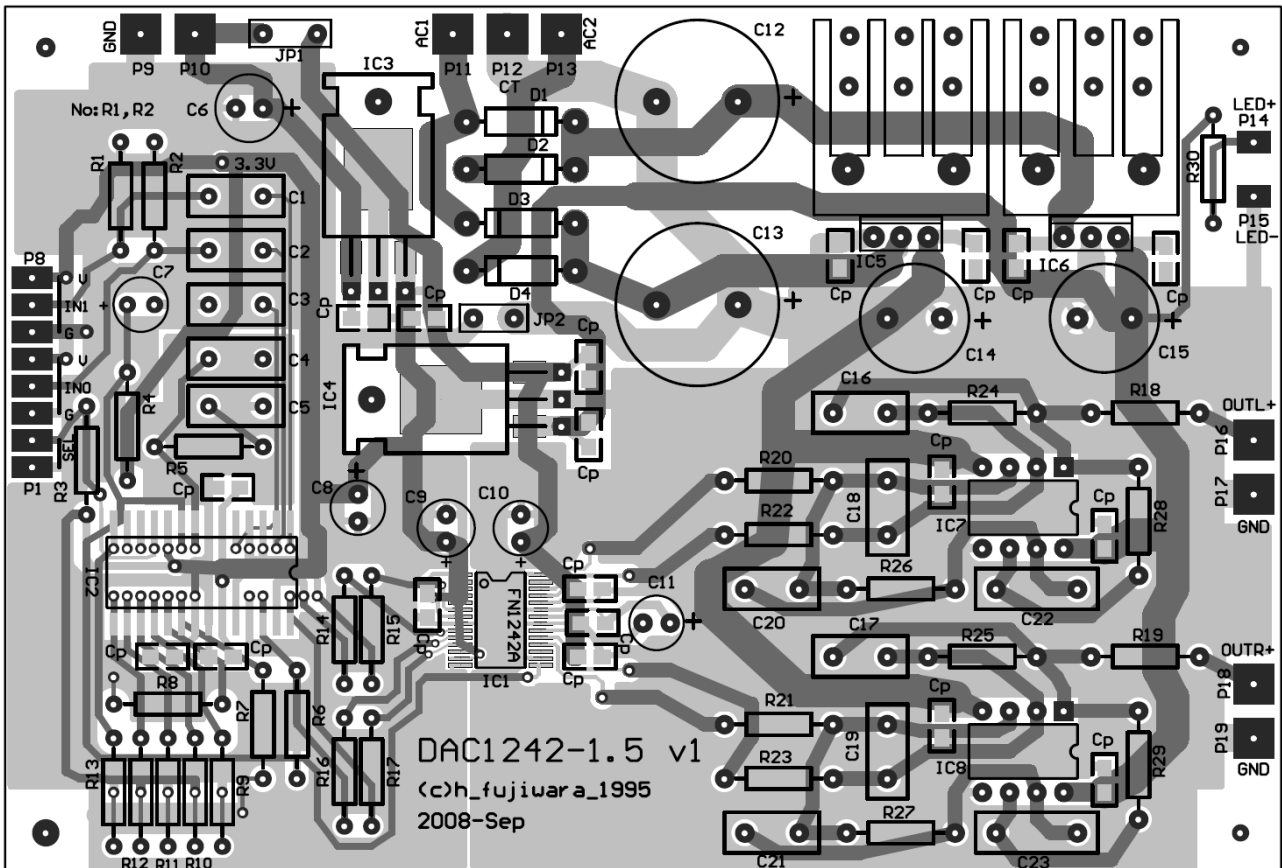 GND
P9
P10
JP1
IC3
AC1
AC2
P11
P12
P13
CT
C12
+
No:R1,R2
C6
+
D1
D2
D3
D4
LED+
P14
P15
LED-
R30
R1
R2
3.3V
C1
C2
C3
C4
C5
C7
+
P8
V
IN1
G
V
IN0
G
SEL
P1
R3
R4
R5
Cp
Cp
Cp
JP2
C13
+
IC5
IC6
Cp
Cp
Cp
Cp
C14
+
C15
+
IC4
Cp
Cp
C16
R24
R18
OUTL+
P16
P17
GND
C8
+
C9
+
C10
+
R20
R22
C18
Cp
IC7
Cp
R28
R26
C20
C22
IC2
FN1242A
IC1
Cp
Cp
Cp
Cp
C11
+
R14
R15
C17
R25
R19
OUTR+
P18
P19
GND
Cp
Cp
R8
R7
R6
R16
R17
R21
R23
C19
Cp
IC8
Cp
R29
R27
C21
C23
R13
R12
R11
R10
R9
DAC1242-1.5 v1
(c)h_fujiwara_1995
2008-Sep